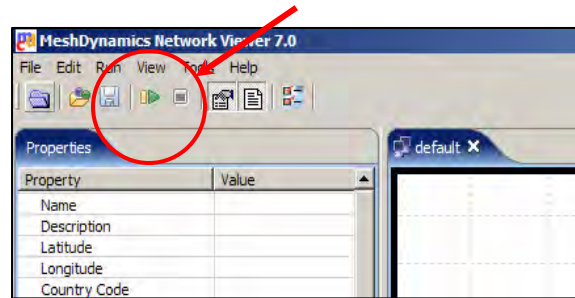 MeshDynamics Network Viewer 7.0
File Edit Run View Tools Help
Properties
default
Property Value
Name
Description
Latitude
Longitude
Country Code